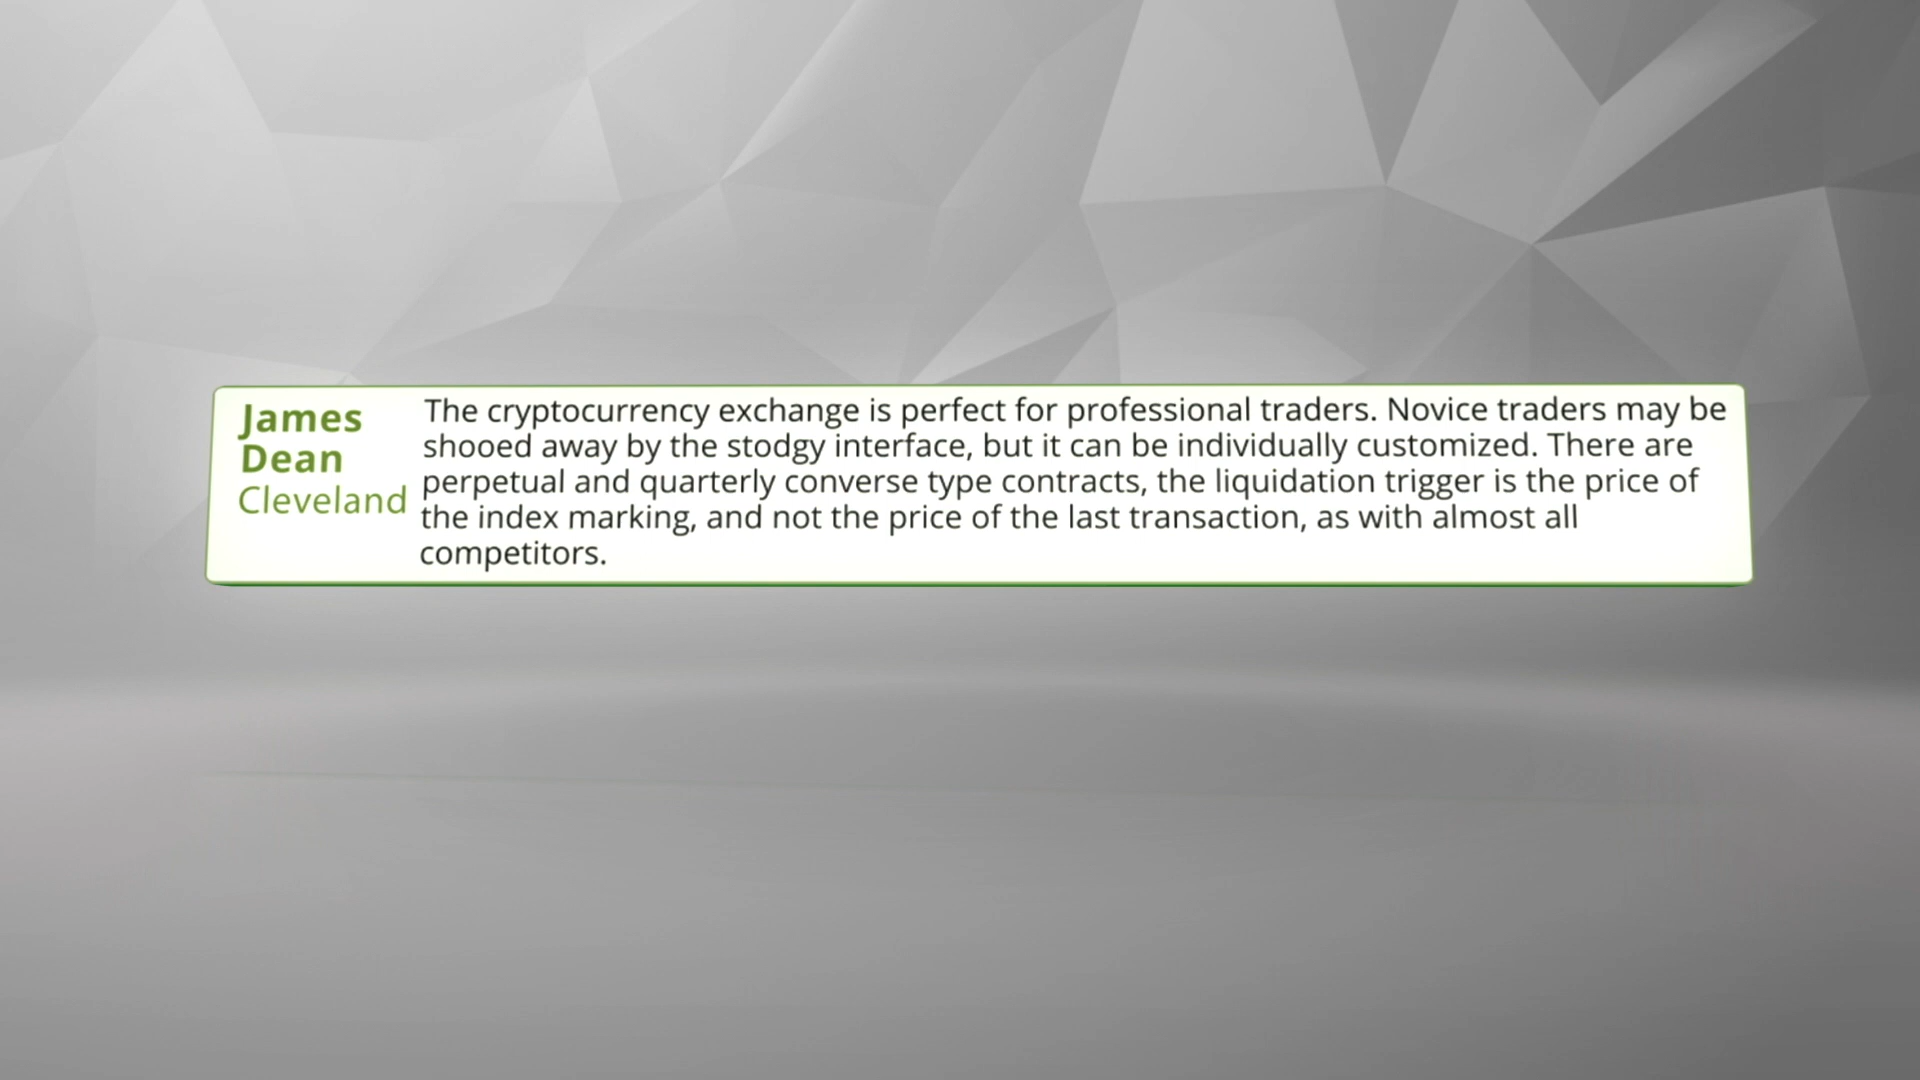 James
Dean
Cleveland
The cryptocurrency exchange is perfect for professional traders. Novice traders may be
shooed away by the stodgy interface, but it can be individually customized. There are
perpetual and quarterly converse type contracts, the liquidation trigger is the price of
the index marking, and not the price of the last transaction, as with almost all
competitors.